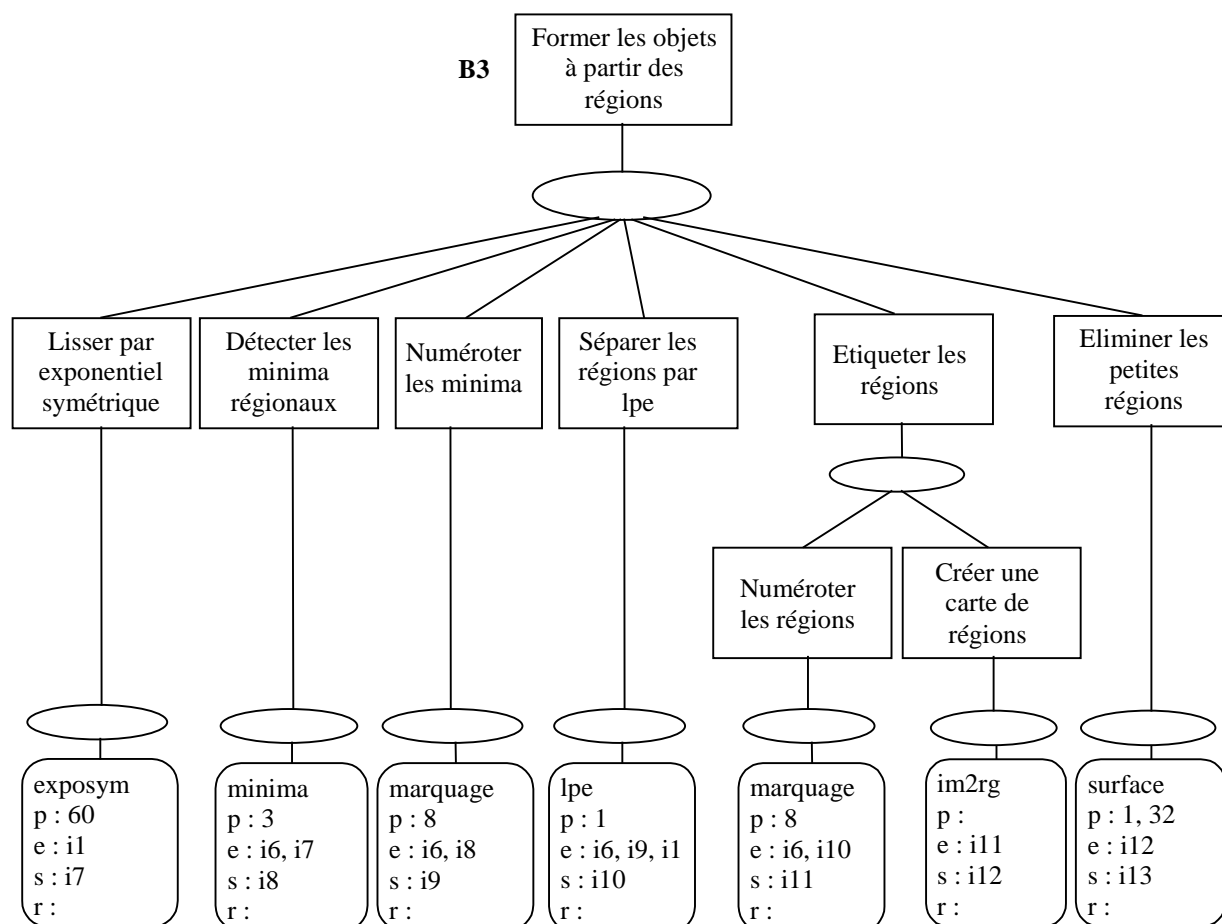 Former les objets
à partir des
régions
B3
Lisser par
exponentiel
symétrique
Détecter les
minima
régionaux
Numéroter
les minima
Séparer les
régions par
lpe
Etiqueter les
régions
Eliminer les
petites
régions
Numéroter
les régions
Créer une
carte de
régions
exposym
p : 60
e : i1
s : i7
r :
minima
p : 3
e : i6, i7
s : i8
r :
marquage
p : 8
e : i6, i8
s : i9
r :
lpe
p : 1
e : i6, i9, i1
s : i10
r :
marquage
p : 8
e : i6, i10
s : i11
r :
im2rg
p :
e : i11
s : i12
r :
surface
p : 1, 32
e : i12
s : i13
r :